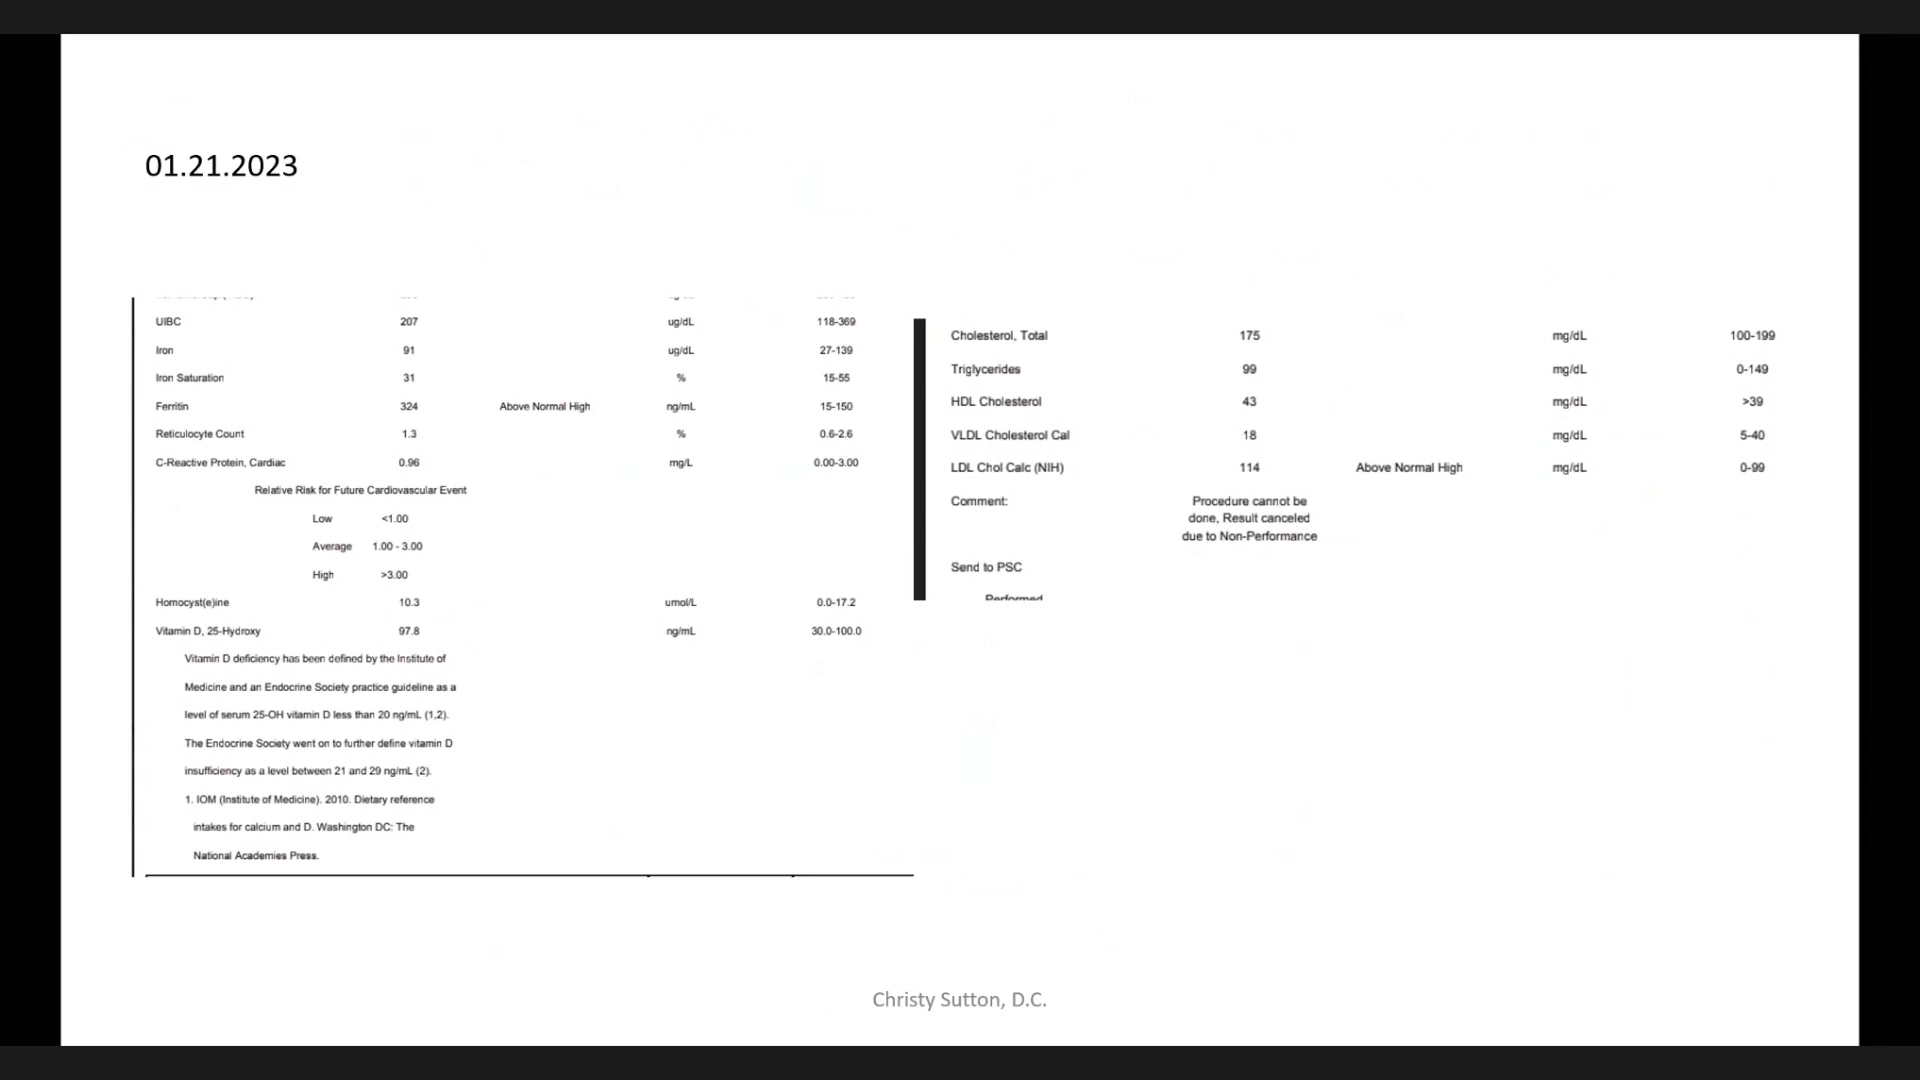 01.21.2023
UIBC 207 ug/dL 118-369
Iron 91 ug/dL 27-139
Iron Saturation 31 % 15-55
Ferritin 324 Above Normal High ng/mL 15-150
Reticulocyte Count 1.3 % 0.6-2.6
C-Reactive Protein, Cardiac 0.96 mg/L 0.00-3.00
Relative Risk for Future Cardiovascular Event
Low <1.00
Average 1.00 - 3.00
High >3.00
Homocyst(e)ine 10.3 umol/L 0.0-17.2
Vitamin D, 25-Hydroxy 97.8 ng/mL 30.0-100.0
Vitamin D deficiency has been defined by the Institute of
Medicine and an Endocrine Society practice guideline as a
level of serum 25-OH vitamin D less than 20 ng/mL (1,2).
The Endocrine Society went on to further define vitamin D
insufficiency as a level between 21 and 29 ng/mL (2).
1. IOM (Institute of Medicine). 2010. Dietary reference
intakes for calcium and D. Washington DC: The
National Academies Press.
Cholesterol, Total 175 mg/dL 100-199
Triglycerides 99 mg/dL 0-149
HDL Cholesterol 43 mg/dL >39
VLDL Cholesterol Cal 18 mg/dL 5-40
LDL Chol Calc (NIH) 114 Above Normal High mg/dL 0-99
Comment: Procedure cannot be
done, Result canceled
due to Non-Performance
Send to PSC
Performed
Christy Sutton, D.C.